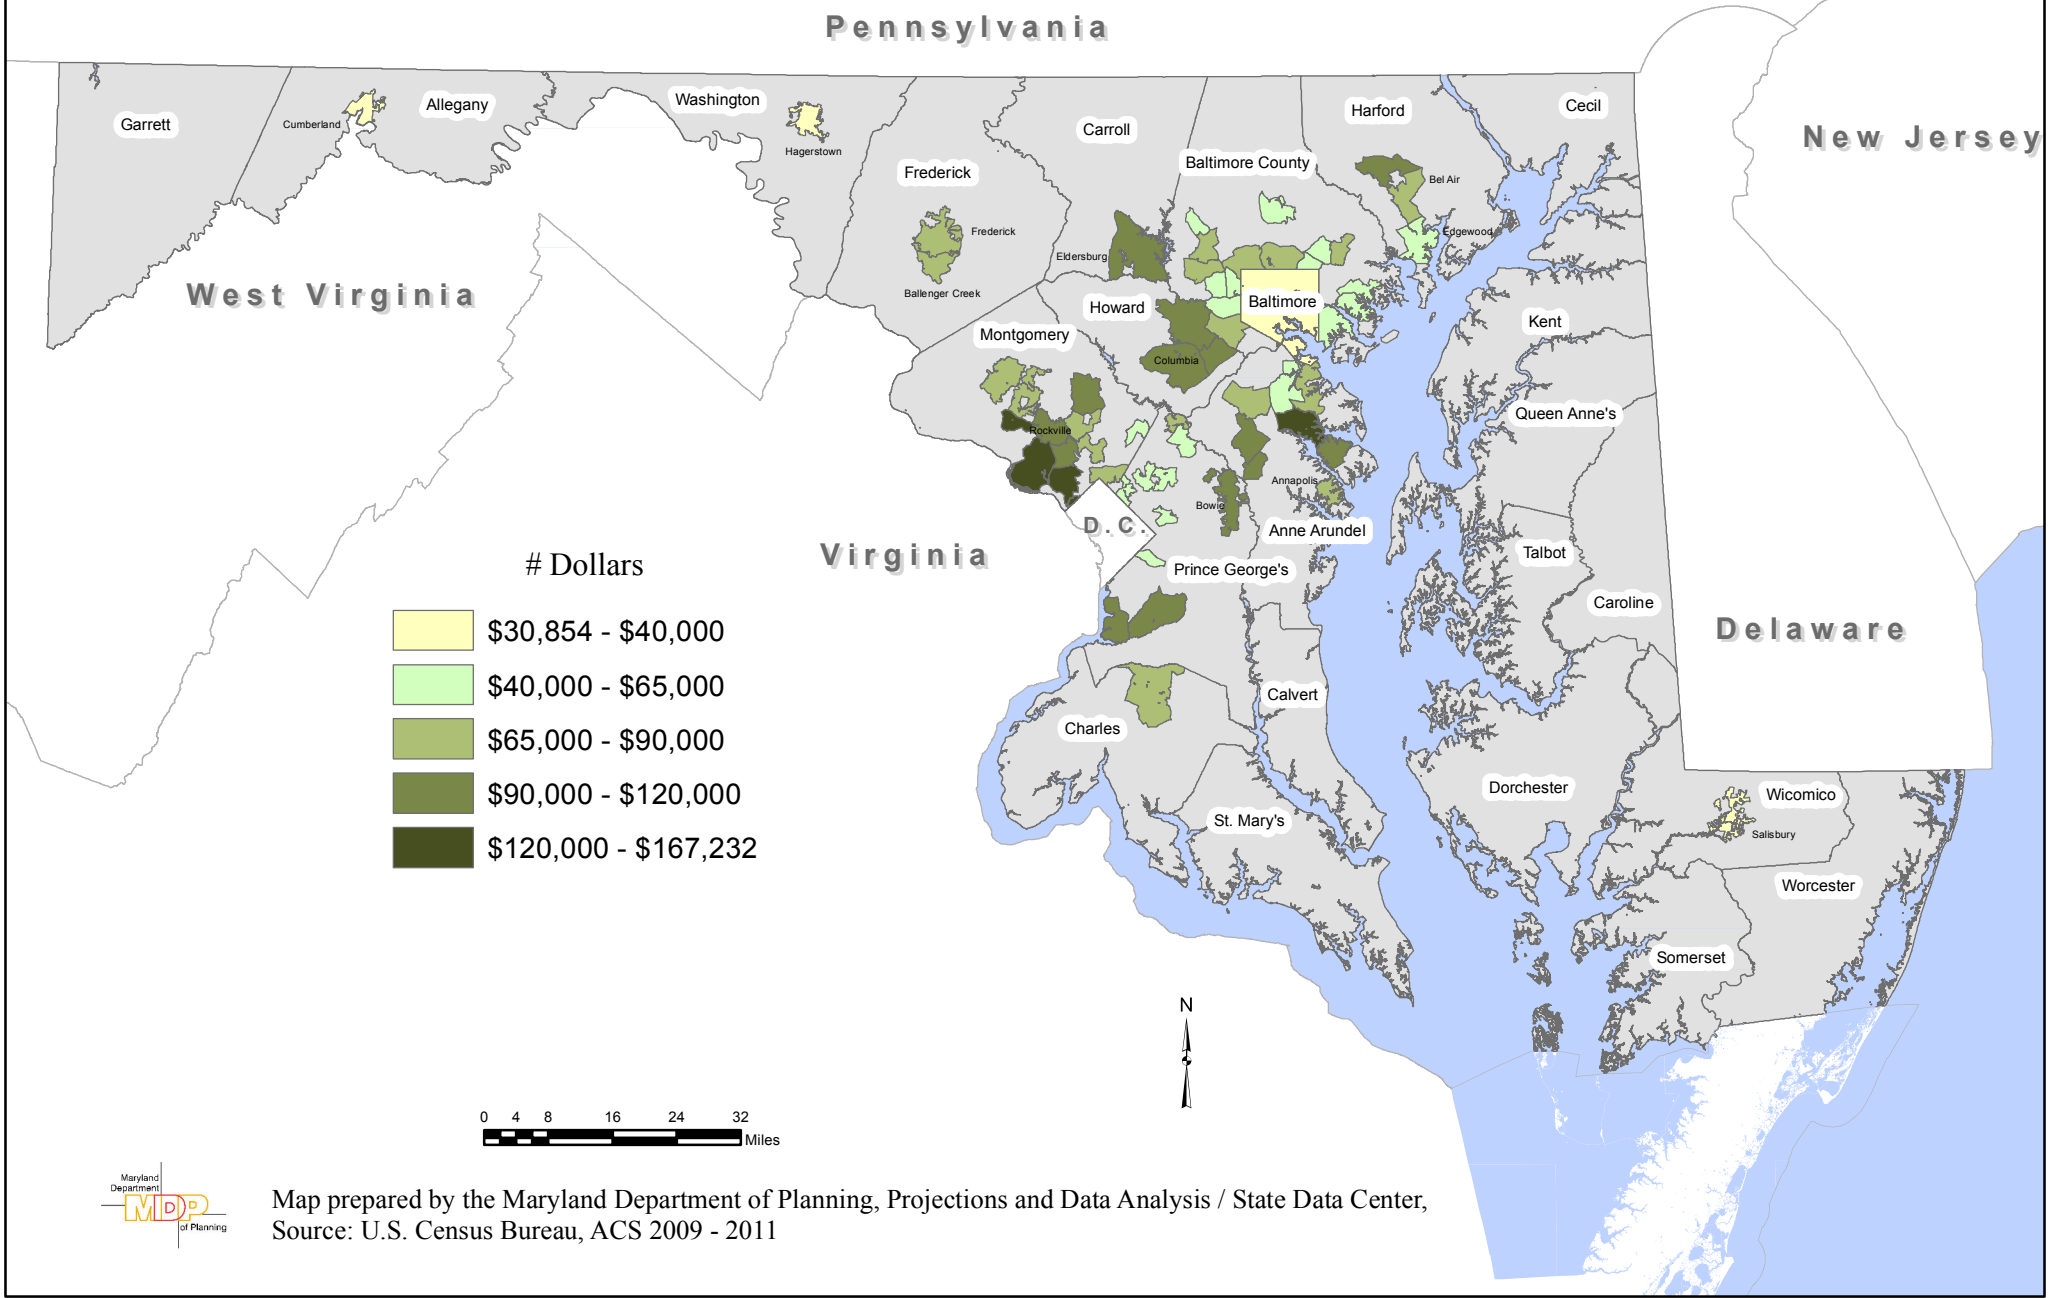 Pennsylvania
Garrett
Cumberland
Allegany
Washington
Hagerstown
Frederick
Frederick
Ballenger Creek
Carroll
Eldersburg
Baltimore County
Harford
Bel Air
Edgewood
Cecil
New Jersey
West Virginia
Howard
Baltimore
Kent
Montgomery
Columbia
Rockville
Queen Anne's
Annapolis
Bowie
D.C.
Anne Arundel
Virginia
Prince George's
Talbot
Caroline
Delaware
Calvert
Charles
St. Mary's
Dorchester
Wicomico
Salisbury
Worcester
Somerset
# Dollars
$30,854 - $40,000
$40,000 - $65,000
$65,000 - $90,000
$90,000 - $120,000
$120,000 - $167,232
N
0 4 8 16 24 32
Miles
Maryland
Department
MDP
of Planning
Map prepared by the Maryland Department of Planning, Projections and Data Analysis / State Data Center,
Source: U.S. Census Bureau, ACS 2009 - 2011